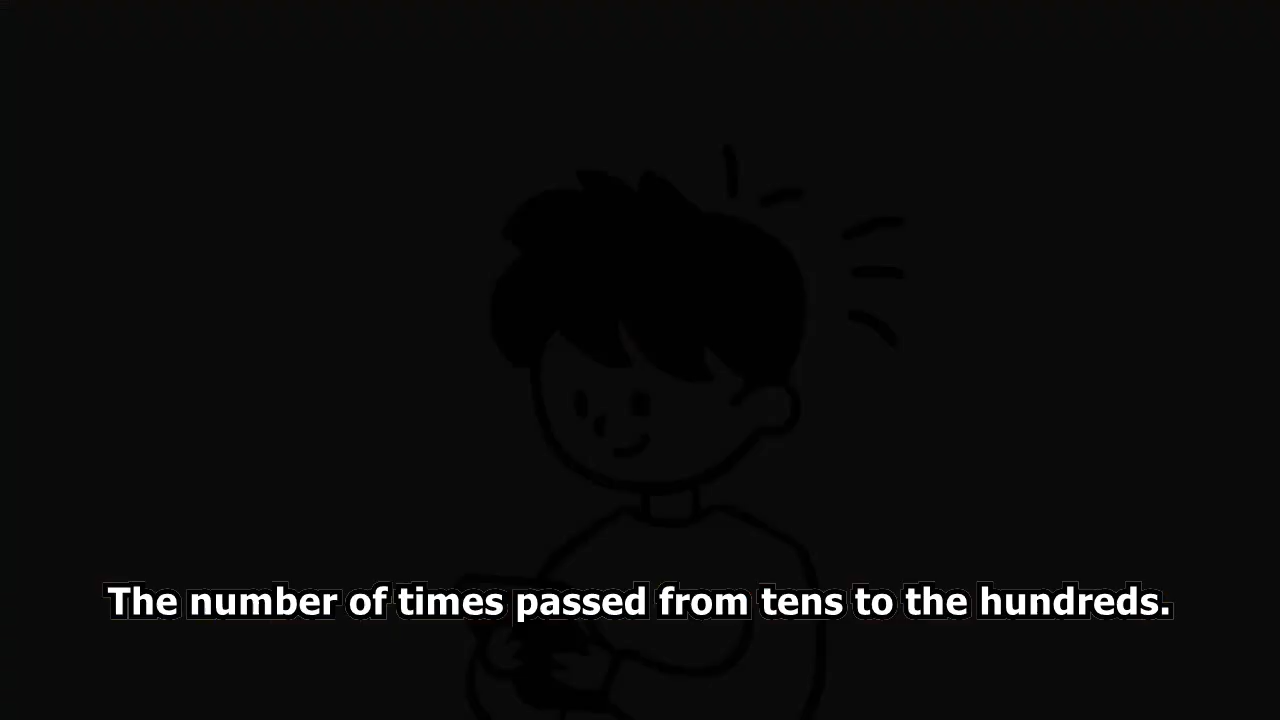 The number of times passed from tens to the hundreds.